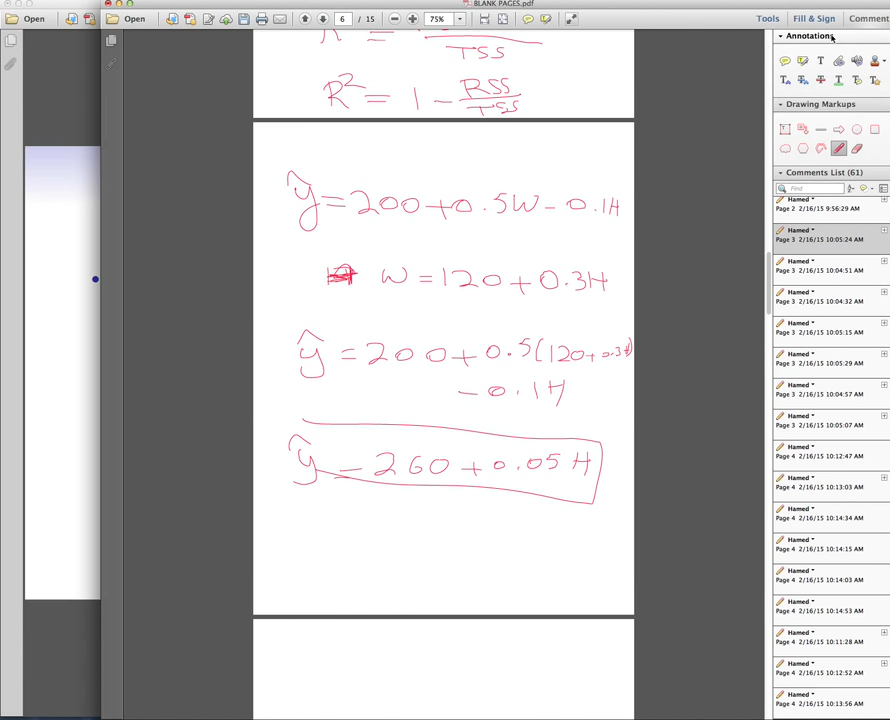 BLANK PAGES.pdf
Open
Open
6 / 15
75%
Tools
Fill & Sign
Comment
Annotations
TSS
R² = 1 - RSS/TSS
ŷ = 200 + 0.5W - 0.1H
W = 120 + 0.3H
ŷ = 200 + 0.5(120 + 0.3H)
- 0.1H
ŷ = 260 + 0.05 H
Drawing Markups
Comments List (61)
Find
Hamed
Page 2 2/16/15 9:56:29 AM
Hamed
Page 3 2/16/15 10:05:24 AM
Hamed
Page 3 2/16/15 10:04:51 AM
Hamed
Page 3 2/16/15 10:04:32 AM
Hamed
Page 3 2/16/15 10:05:15 AM
Hamed
Page 3 2/16/15 10:05:29 AM
Hamed
Page 3 2/16/15 10:04:57 AM
Hamed
Page 3 2/16/15 10:05:07 AM
Hamed
Page 4 2/16/15 10:12:47 AM
Hamed
Page 4 2/16/15 10:13:03 AM
Hamed
Page 4 2/16/15 10:14:34 AM
Hamed
Page 4 2/16/15 10:14:15 AM
Hamed
Page 4 2/16/15 10:14:03 AM
Hamed
Page 4 2/16/15 10:14:53 AM
Hamed
Page 4 2/16/15 10:11:28 AM
Hamed
Page 4 2/16/15 10:12:52 AM
Hamed
Page 4 2/16/15 10:13:56 AM